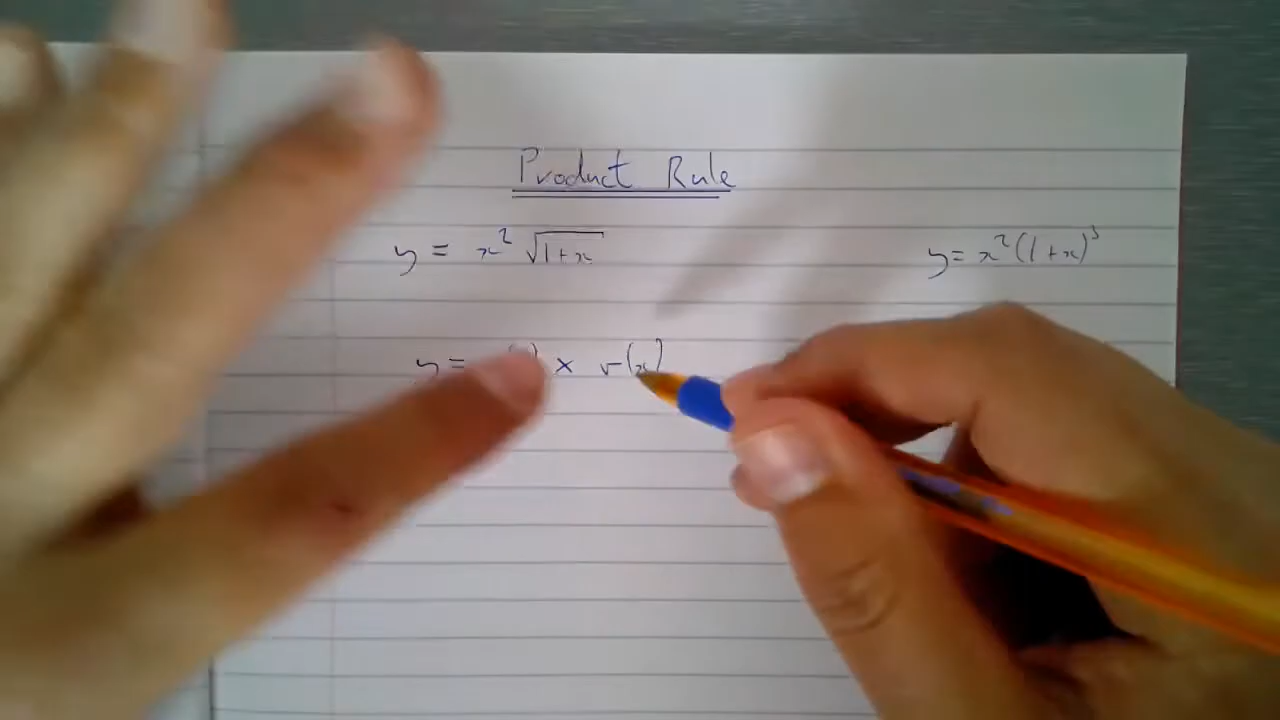 Product Rule
y = x² √1+x
y = x²(1+x)³
y = (x) × v(x)